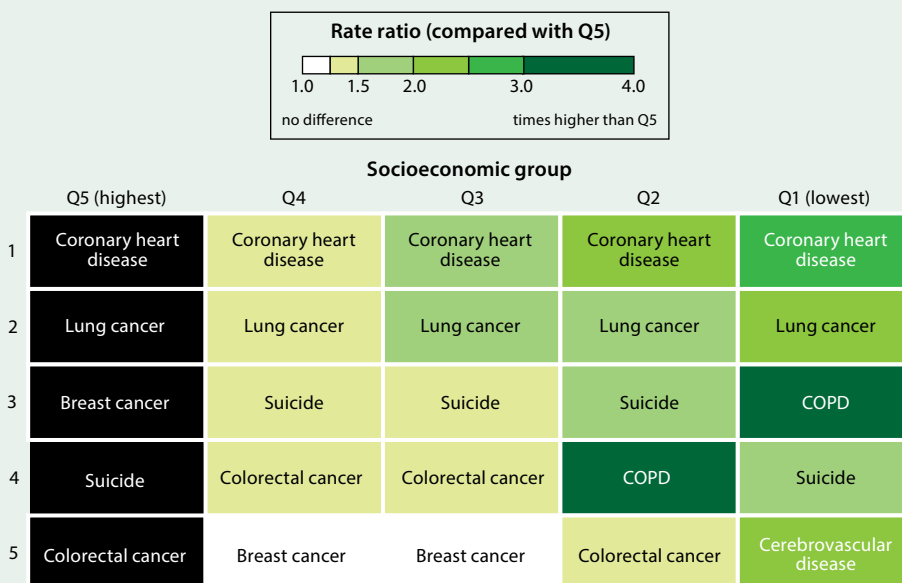 Rate ratio (compared with Q5)
1.0 1.5 2.0 3.0 4.0
no difference times higher than Q5
Socioeconomic group
Q5 (highest) Q4 Q3 Q2 Q1 (lowest)
1 Coronary heart disease Coronary heart disease Coronary heart disease Coronary heart disease Coronary heart disease
2 Lung cancer Lung cancer Lung cancer Lung cancer Lung cancer
3 Breast cancer Suicide Suicide Suicide COPD
4 Suicide Colorectal cancer Colorectal cancer COPD Suicide
5 Colorectal cancer Breast cancer Breast cancer Colorectal cancer Cerebrovascular disease